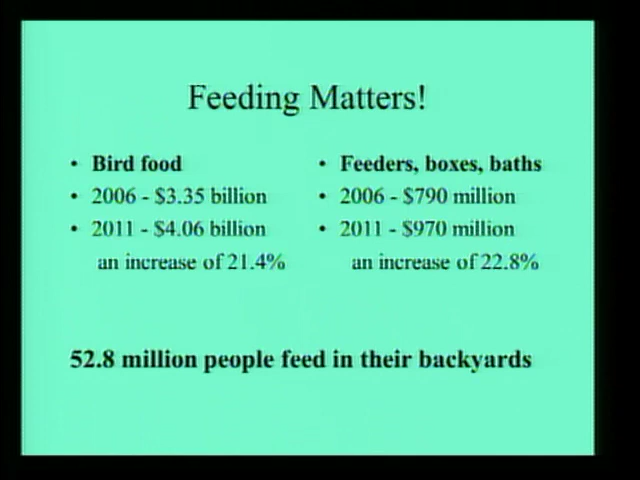 Feeding Matters!
• Bird food
• 2006 - $3.35 billion
• 2011 - $4.06 billion
an increase of 21.4%
• Feeders, boxes, baths
• 2006 - $790 million
• 2011 - $970 million
an increase of 22.8%
52.8 million people feed in their backyards